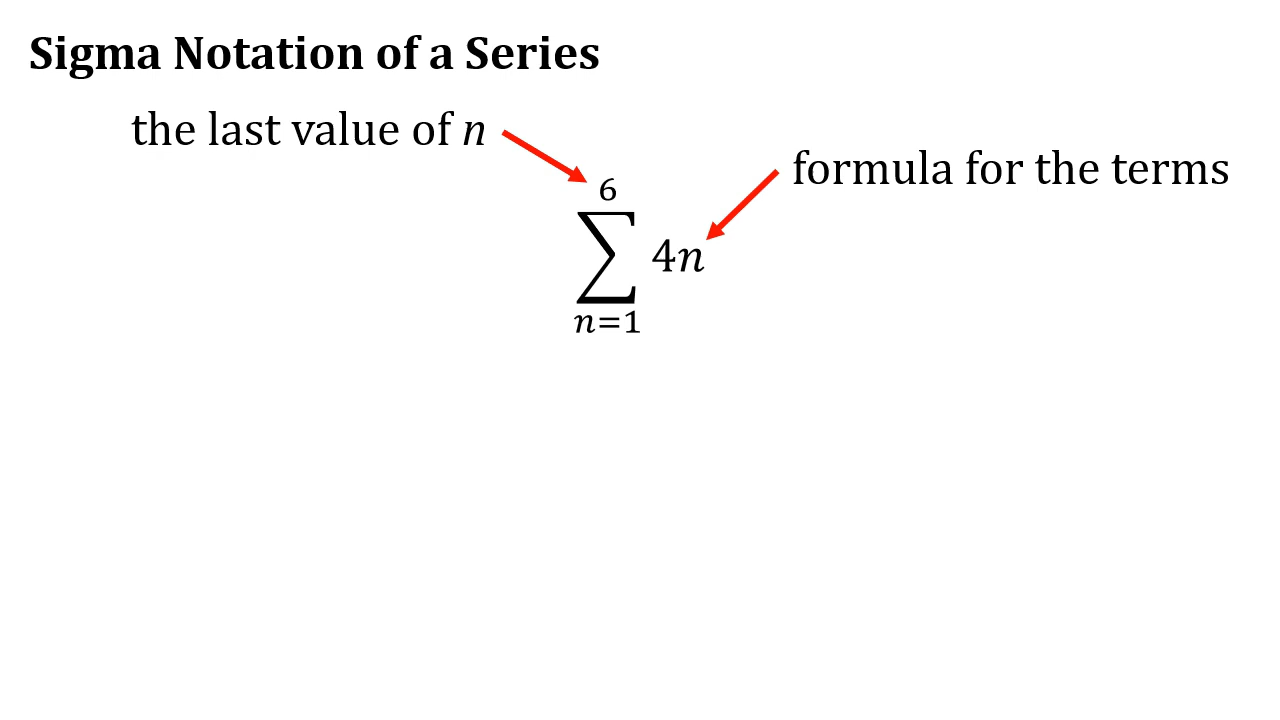 Sigma Notation of a Series
the last value of n
formula for the terms
6
∑ 4n
n=1